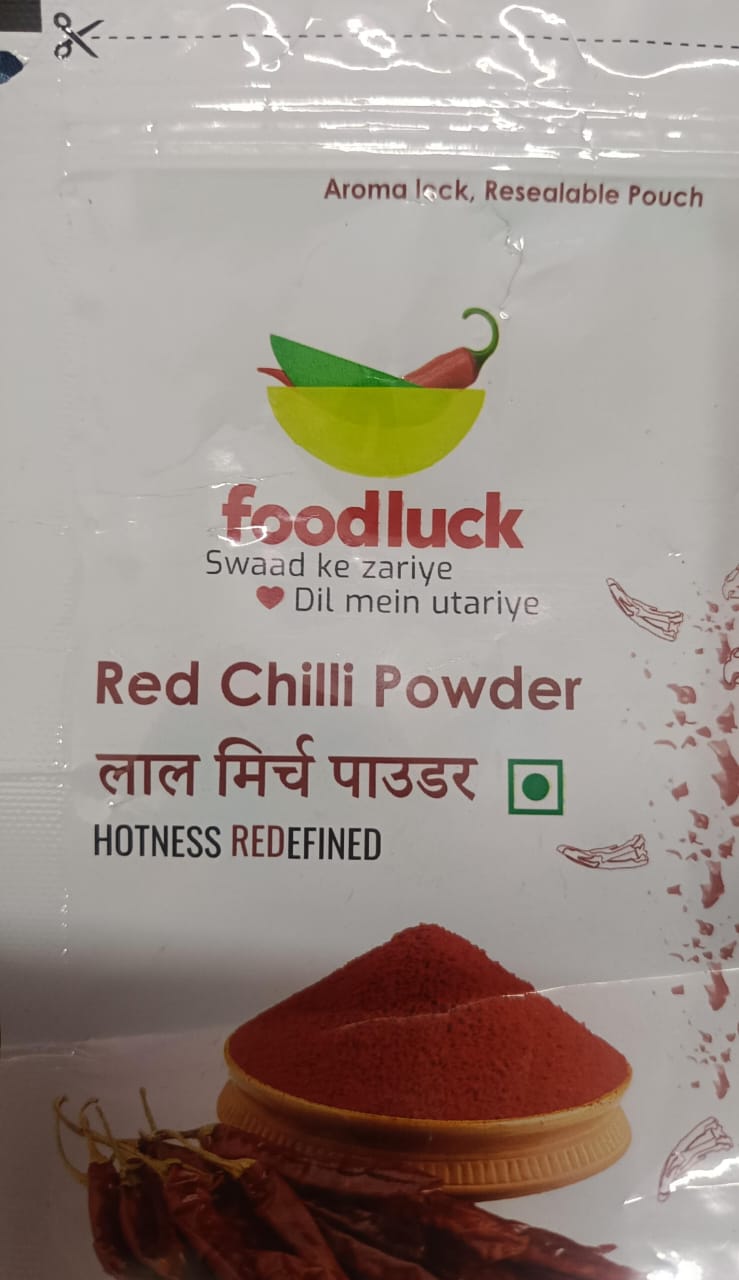 Aroma lock, Resealable Pouch
foodluck
Swaad ke zariye
Dil mein utariye
Red Chilli Powder
लाल मिर्च पाउडर
HOTNESS REDEFINED